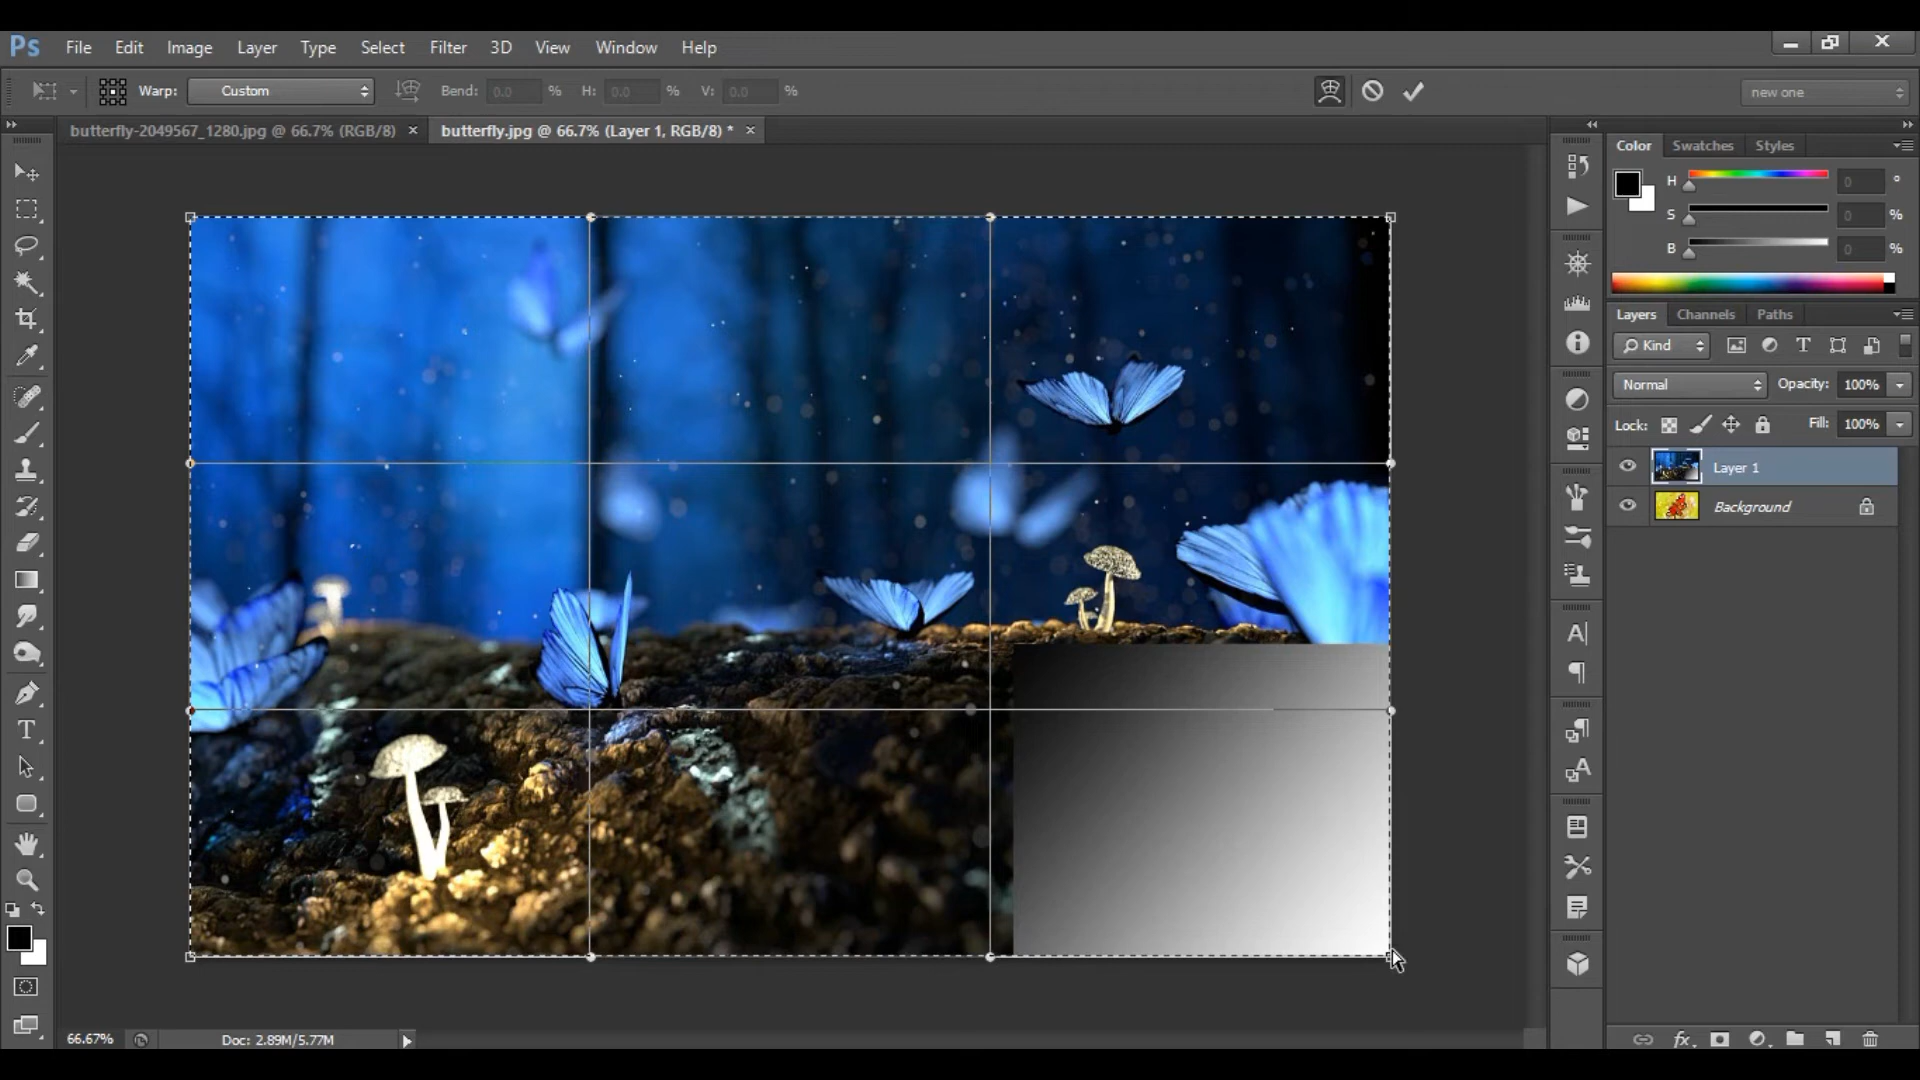 Ps File Edit Image Layer Type Select Filter 3D View Window Help
Warp: Custom Bend: 0.0 % H: 0.0 % V: 0.0 % new one
butterfly-2049567_1280.jpg @ 66.7% (RGB/8) × butterfly.jpg @ 66.7% (Layer 1, RGB/8) * ×
Color Swatches Styles
H 0 °
S 0 %
B 0 %
Layers Channels Paths
Kind
Normal Opacity: 100%
Lock: Fill: 100%
Layer 1
Background
66.67% Doc: 2.89M/5.77M